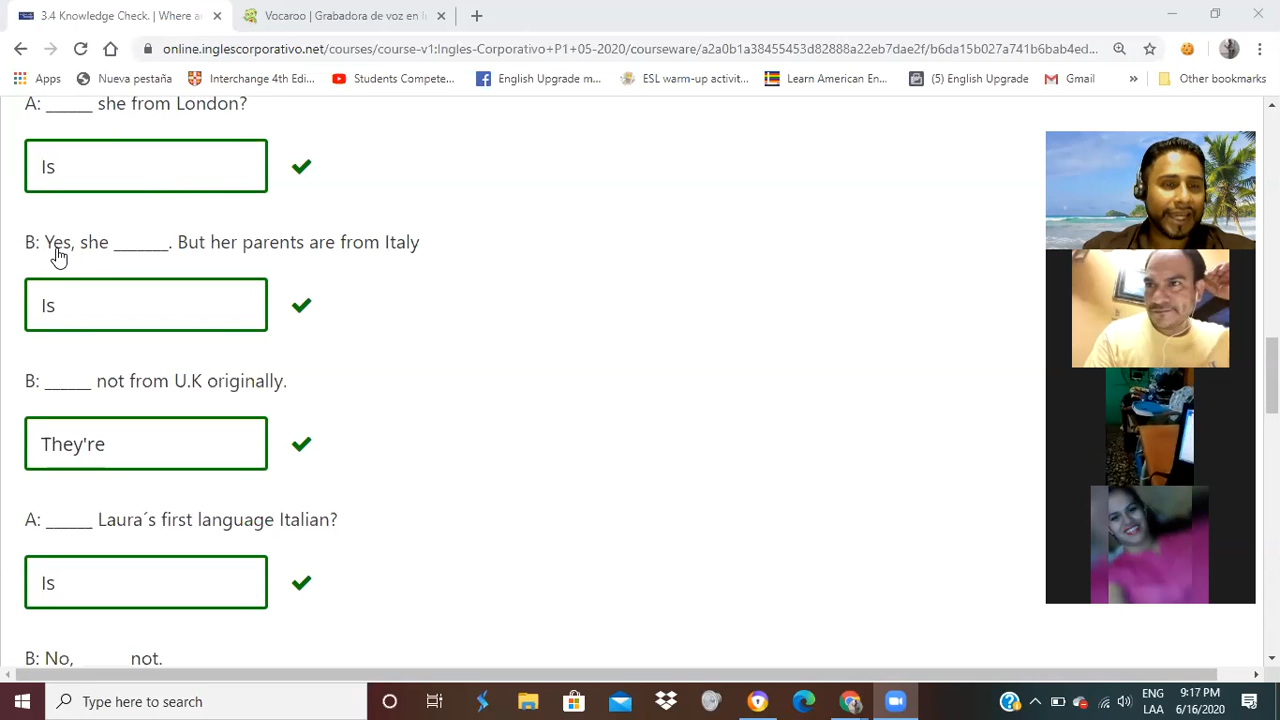 3.4 Knowledge Check. | Where a
Vocaroo | Grabadora de voz en l
online.inglescorporativo.net/courses/course-v1:Ingles-Corporativo+P1+05-2020/courseware/a2a0b1a38455453d82888a22eb7dae2f/b6da15b027a741b6bab4ed...
Apps
Nueva pestaña
Interchange 4th Edi...
Students Compete...
English Upgrade m...
ESL warm-up activit...
Learn American En...
(5) English Upgrade
Gmail
»
Other bookmarks
A: ______ she from London?
Is
B: Yes, she _______. But her parents are from Italy
Is
B: ______ not from U.K originally.
They're
A: ______ Laura´s first language Italian?
Is
B: No, ______ not.
Type here to search
ENG
LAA
9:17 PM
6/16/2020